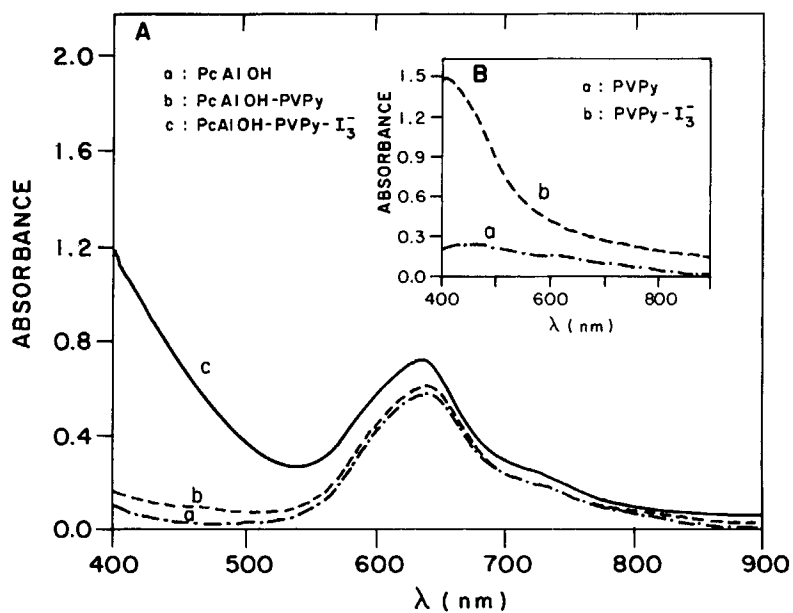 A
a : PcAlOH
b : PcAlOH-PVPy
c : PcAlOH-PVPy-I₃⁻
ABSORBANCE
2.0
1.6
1.2
0.8
0.4
0.0
400
500
600
700
800
900
λ (nm)
c
b
a
B
a : PVPy
b : PVPy-I₃⁻
ABSORBANCE
1.5
1.2
0.9
0.6
0.3
0.0
400
600
800
λ (nm)
b
a